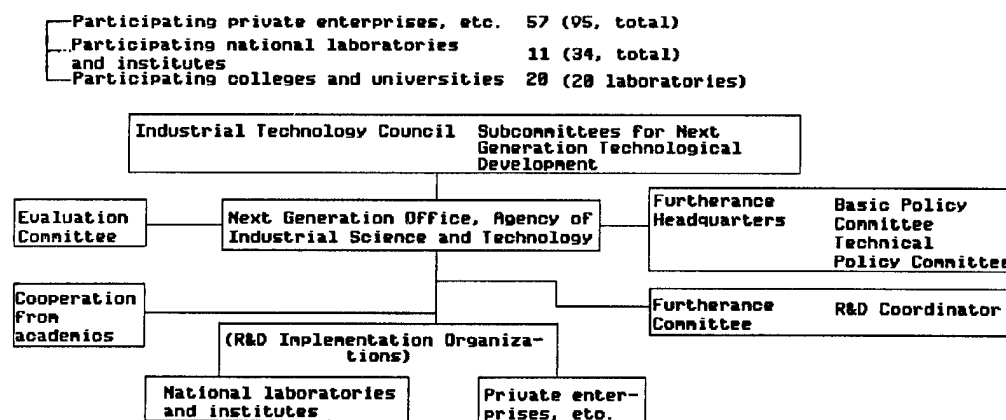 Participating private enterprises, etc. 57 (95, total)
Participating national laboratories
and institutes 11 (34, total)
Participating colleges and universities 20 (20 laboratories)
Industrial Technology Council Subcommittees for Next
Generation Technological
Development
Evaluation
Committee
Next Generation Office, Agency of
Industrial Science and Technology
Furtherance
Headquarters
Basic Policy
Committee
Technical
Policy Committee
Cooperation
from
academics
Furtherance
Committee
R&D Coordinator
(R&D Implementation Organiza-
tions)
National laboratories
and institutes
Private enter-
prises, etc.